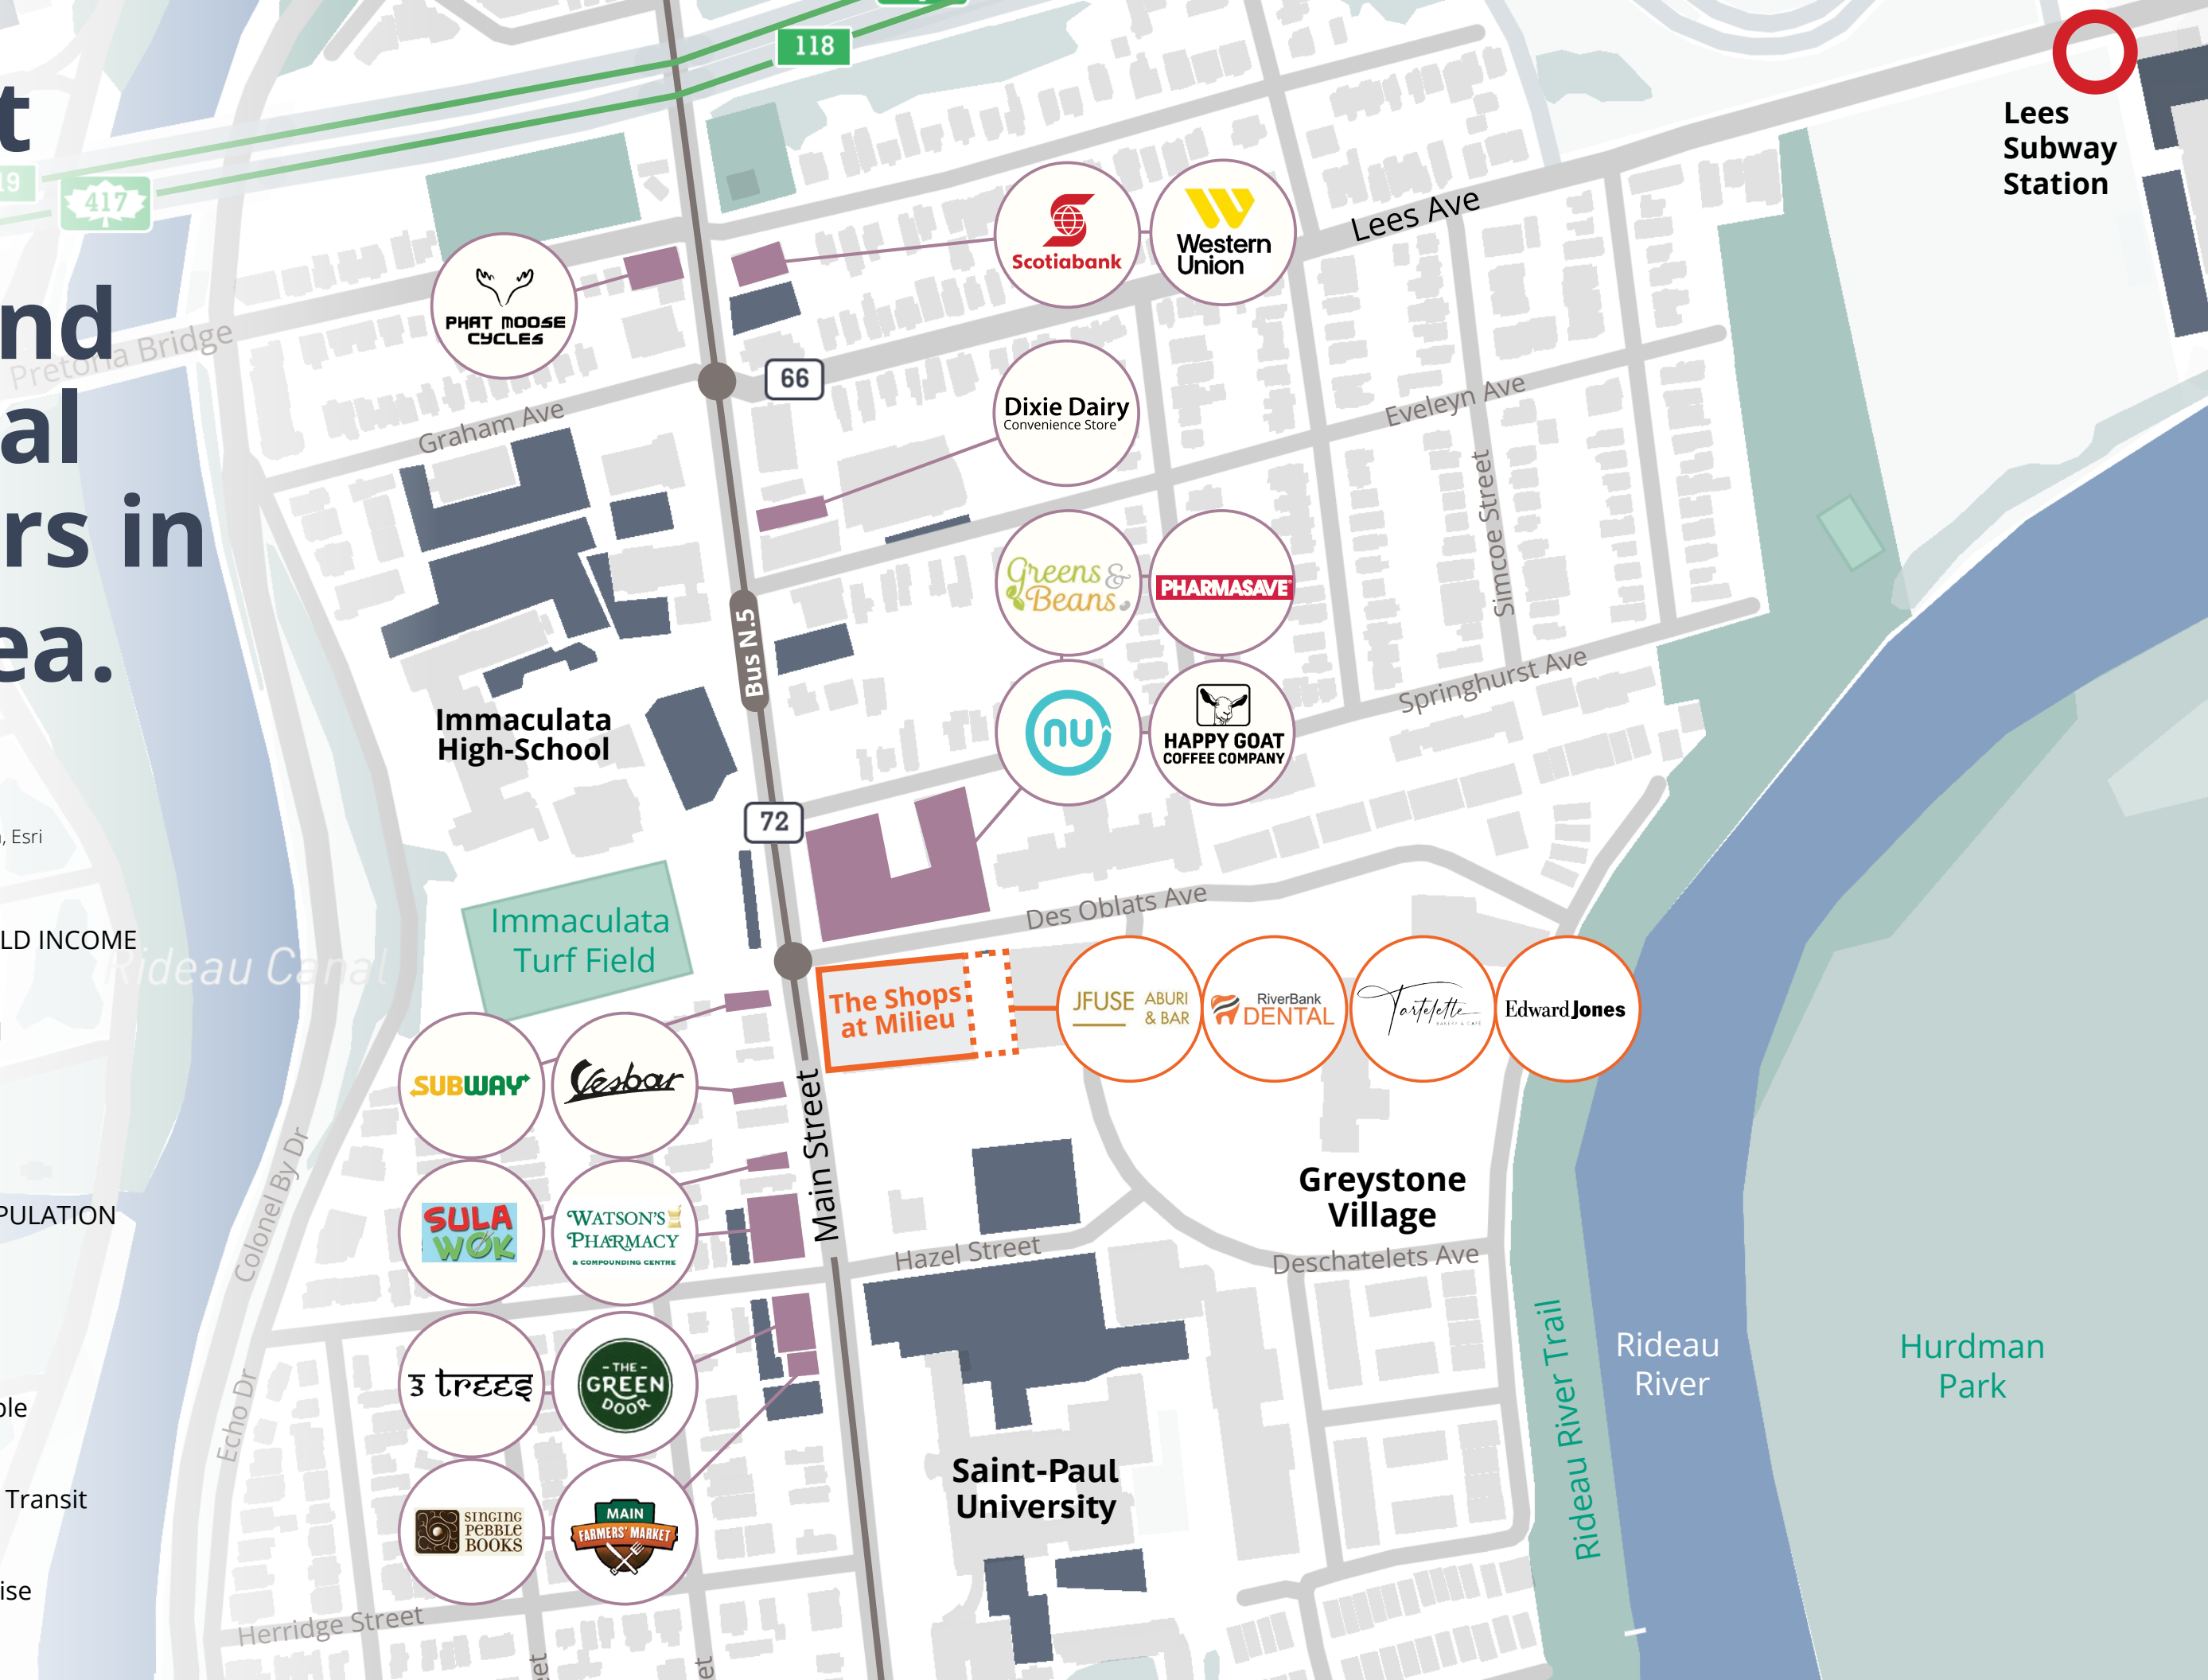 t
nd
al
rs in
ea.
, Esri
LD INCOME
PULATION
ple
Transit
ise
118
19
417
Lees
Subway
Station
Pretoria Bridge
PHAT MOOSE
CYCLES
Scotiabank
Western
Union
Lees Ave
66
Graham Ave
Dixie Dairy
Convenience Store
Eveleyn Ave
Simcoe Street
Greens &
Beans.
PHARMASAVE
Bus N.5
nu
HAPPY GOAT
COFFEE COMPANY
Springhurst Ave
Immaculata
High-School
72
Des Oblats Ave
Immaculata
Turf Field
Rideau Canal
The Shops
at Milieu
JFUSE ABURI
& BAR
RiverBank
DENTAL
Tartelette
BAKERY & CAFÉ
Edward Jones
SUBWAY
Vesbar
Main Street
Colonel By Dr
SULA
WOK
WATSON'S
PHARMACY
& COMPOUNDING CENTRE
Greystone
Village
Hazel Street
Deschatelets Ave
3 trees
THE
GREEN
DOOR
Echo Dr
Rideau River Trail
Rideau
River
Hurdman
Park
Saint-Paul
University
SINGING
PEBBLE
BOOKS
MAIN
FARMERS' MARKET
Herridge Street
eet
et